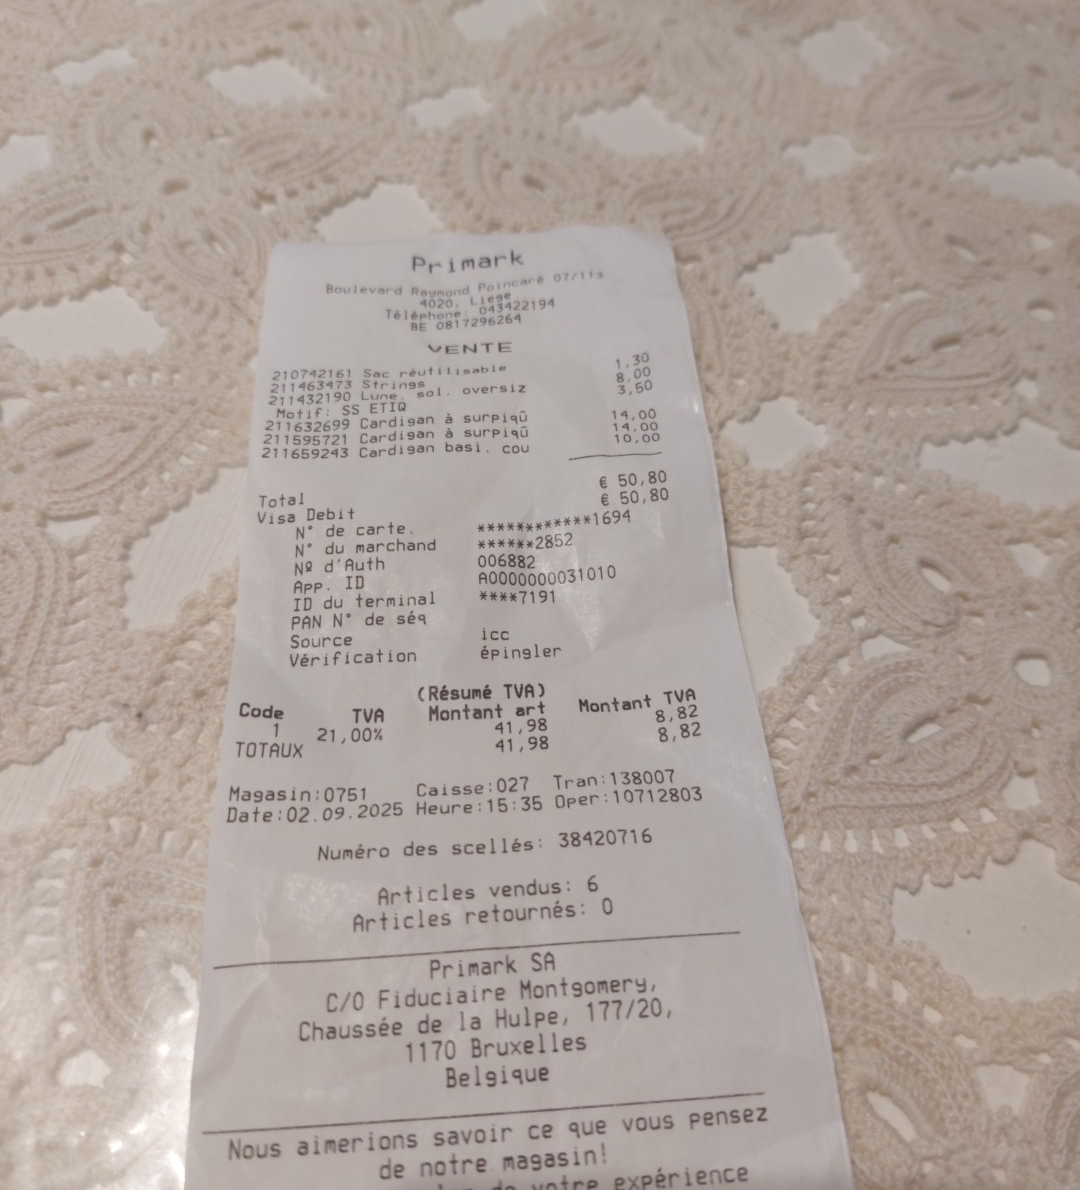 Primark
Boulevard Raymond Poincaré 07/113
4020, Liege
Téléphone: 043422194
BE 0817296264
VENTE
210742161 Sac réutilisable 1,30
211463473 Strings 8,00
211432190 Lune. sol. oversiz 3,50
Motif: SS ETIQ
211632699 Cardigan à surpiqû 14,00
211595721 Cardigan à surpiqû 14,00
211659243 Cardigan basi. cou 10,00
Total € 50,80
Visa Debit € 50,80
N° de carte. ************1694
N° du marchand ******2852
Nº d'Auth 006882
App. ID A0000000031010
ID du terminal ****7191
PAN N° de séq
Source icc
Vérification épingler
(Résumé TVA)
Code TVA Montant art Montant TVA
1 21,00% 41,98 8,82
TOTAUX 41,98 8,82
Magasin:0751 Caisse:027 Tran:138007
Date:02.09.2025 Heure:15:35 Oper:10712803
Numéro des scellés: 38420716
Articles vendus: 6
Articles retournés: 0
Primark SA
C/O Fiduciaire Montgomery,
Chaussée de la Hulpe, 177/20,
1170 Bruxelles
Belgique
Nous aimerions savoir ce que vous pensez
de notre magasin!
de votre expérience